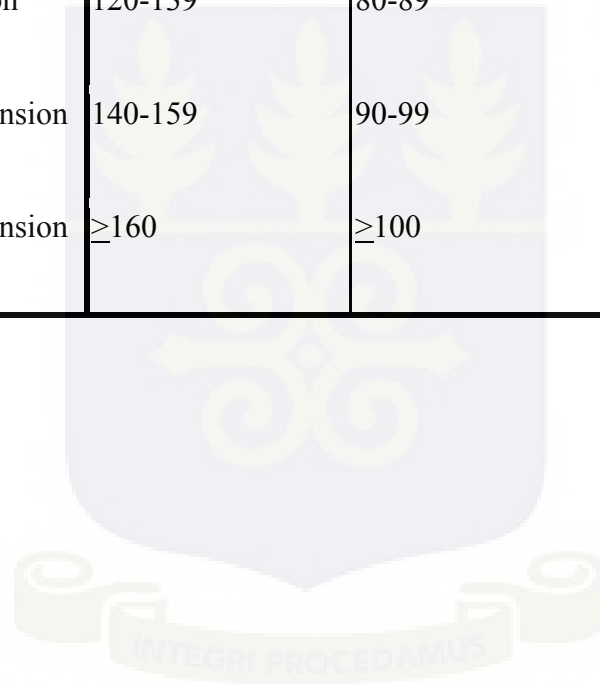 120-139 80-89
nsion 140-159 90-99
nsion >160 >100
INTEGRI PROCEDAMUS